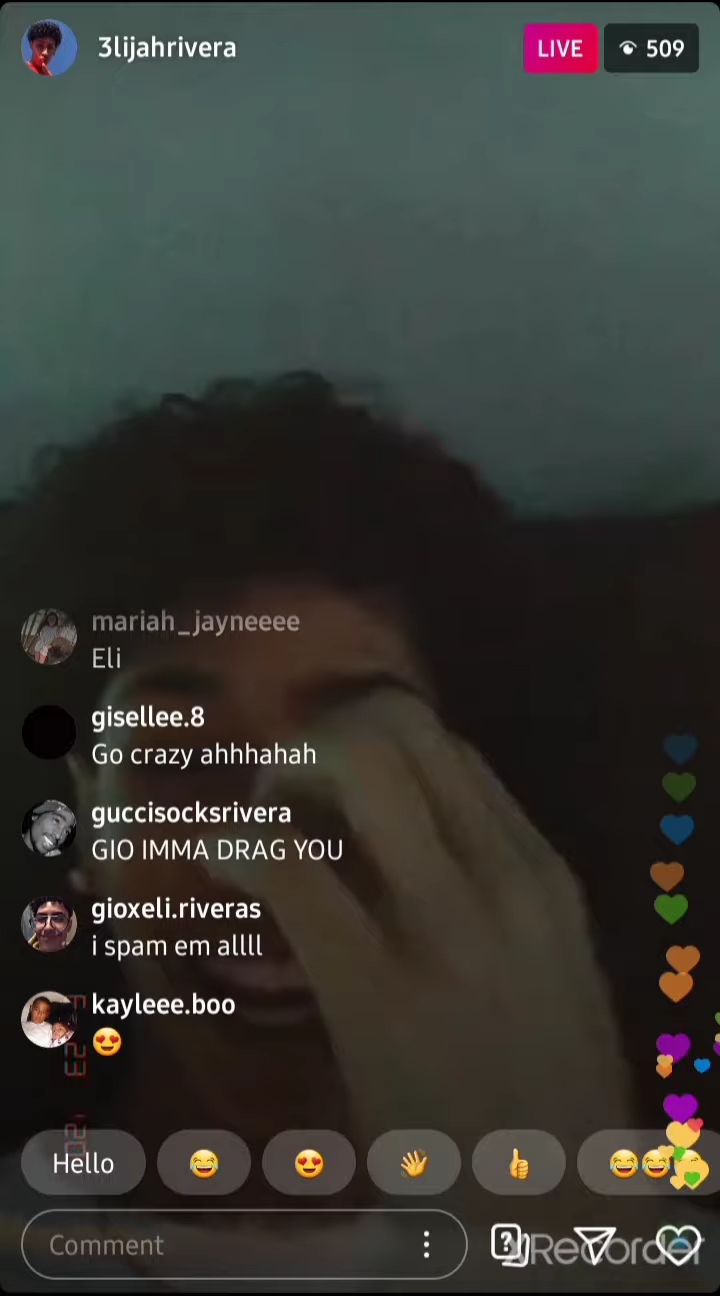 3lijahrivera
LIVE
509
mariah_jayneeee
Eli
gisellee.8
Go crazy ahhhahah
guccisocksrivera
GIO IMMA DRAG YOU
gioxeli.riveras
i spam em allll
kayleee.boo
😍
Hello 😂 😍 👋 👍 😂😂
Comment
Recorder